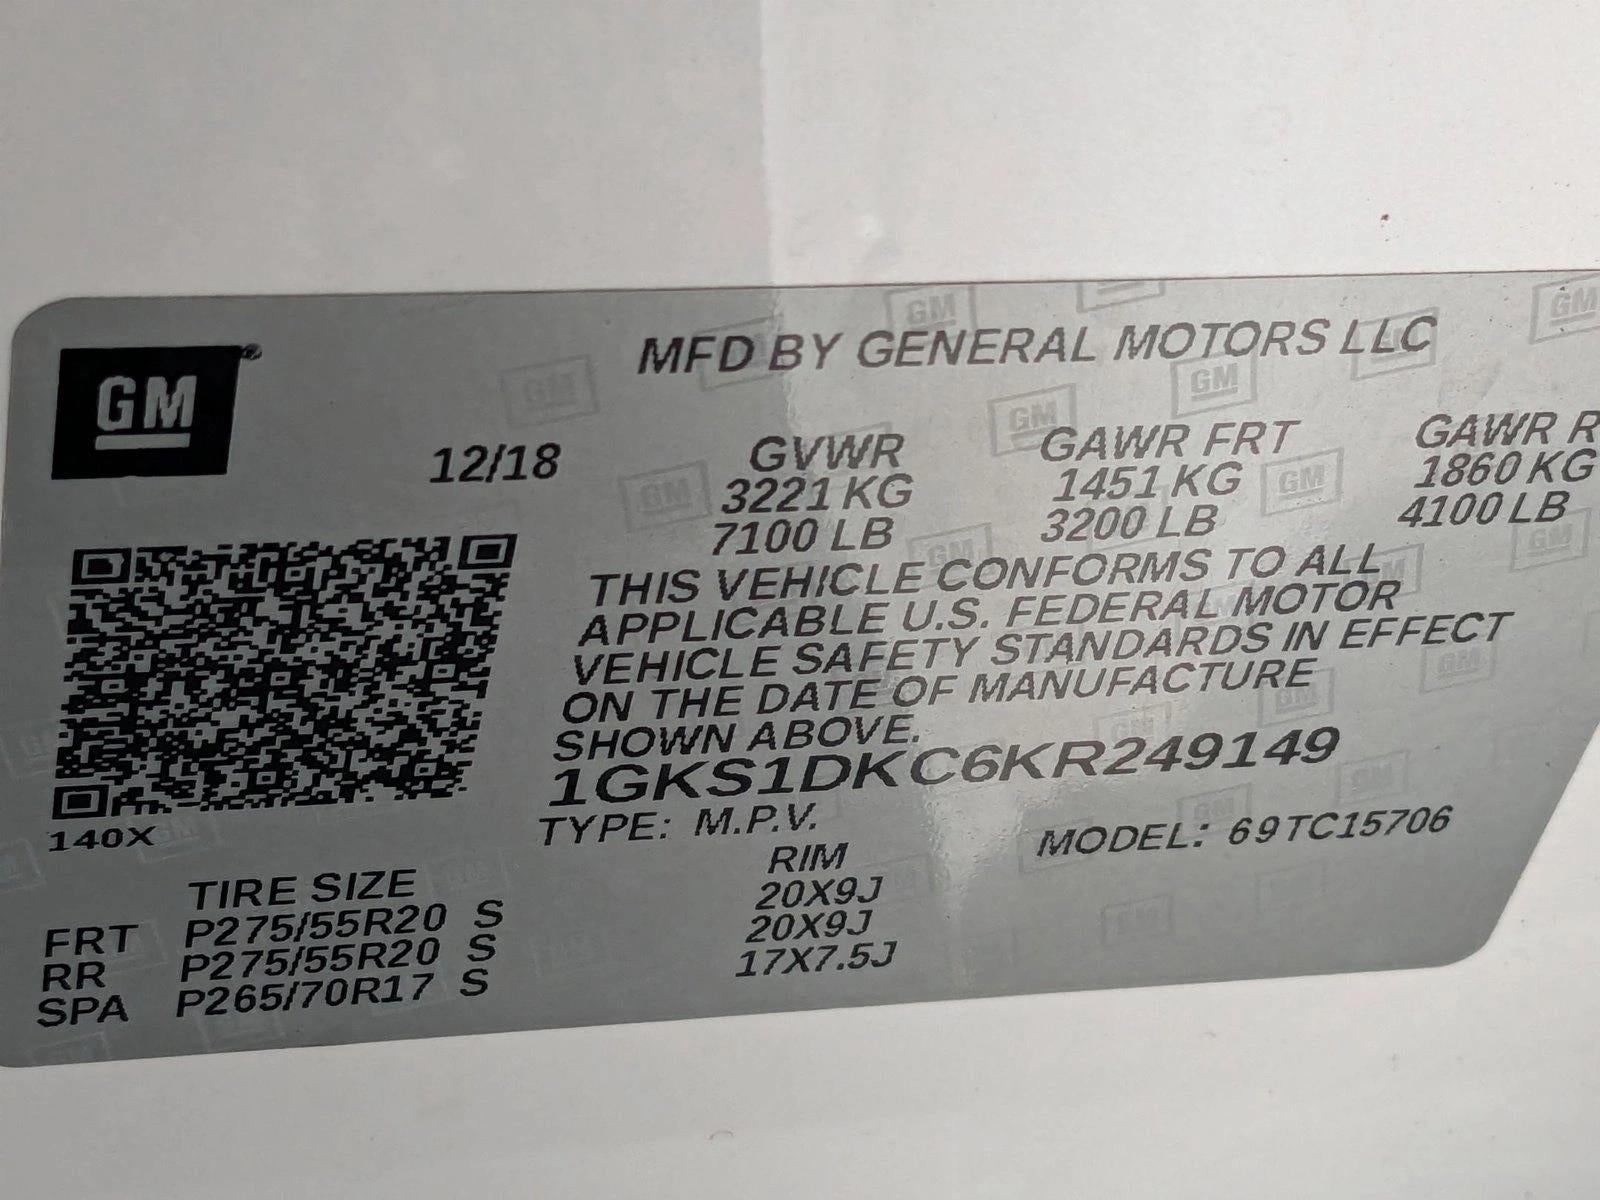 GM
MFD BY GENERAL MOTORS LLC
12/18
GVWR GAWR FRT GAWR R
3221 KG 1451 KG 1860 KG
7100 LB 3200 LB 4100 LB
THIS VEHICLE CONFORMS TO ALL
APPLICABLE U.S. FEDERAL MOTOR
VEHICLE SAFETY STANDARDS IN EFFECT
ON THE DATE OF MANUFACTURE
SHOWN ABOVE.
1GKS1DKC6KR249149
140X
TYPE: M.P.V. MODEL: 69TC15706
TIRE SIZE RIM
FRT P275/55R20 S 20X9J
RR P275/55R20 S 20X9J
SPA P265/70R17 S 17X7.5J